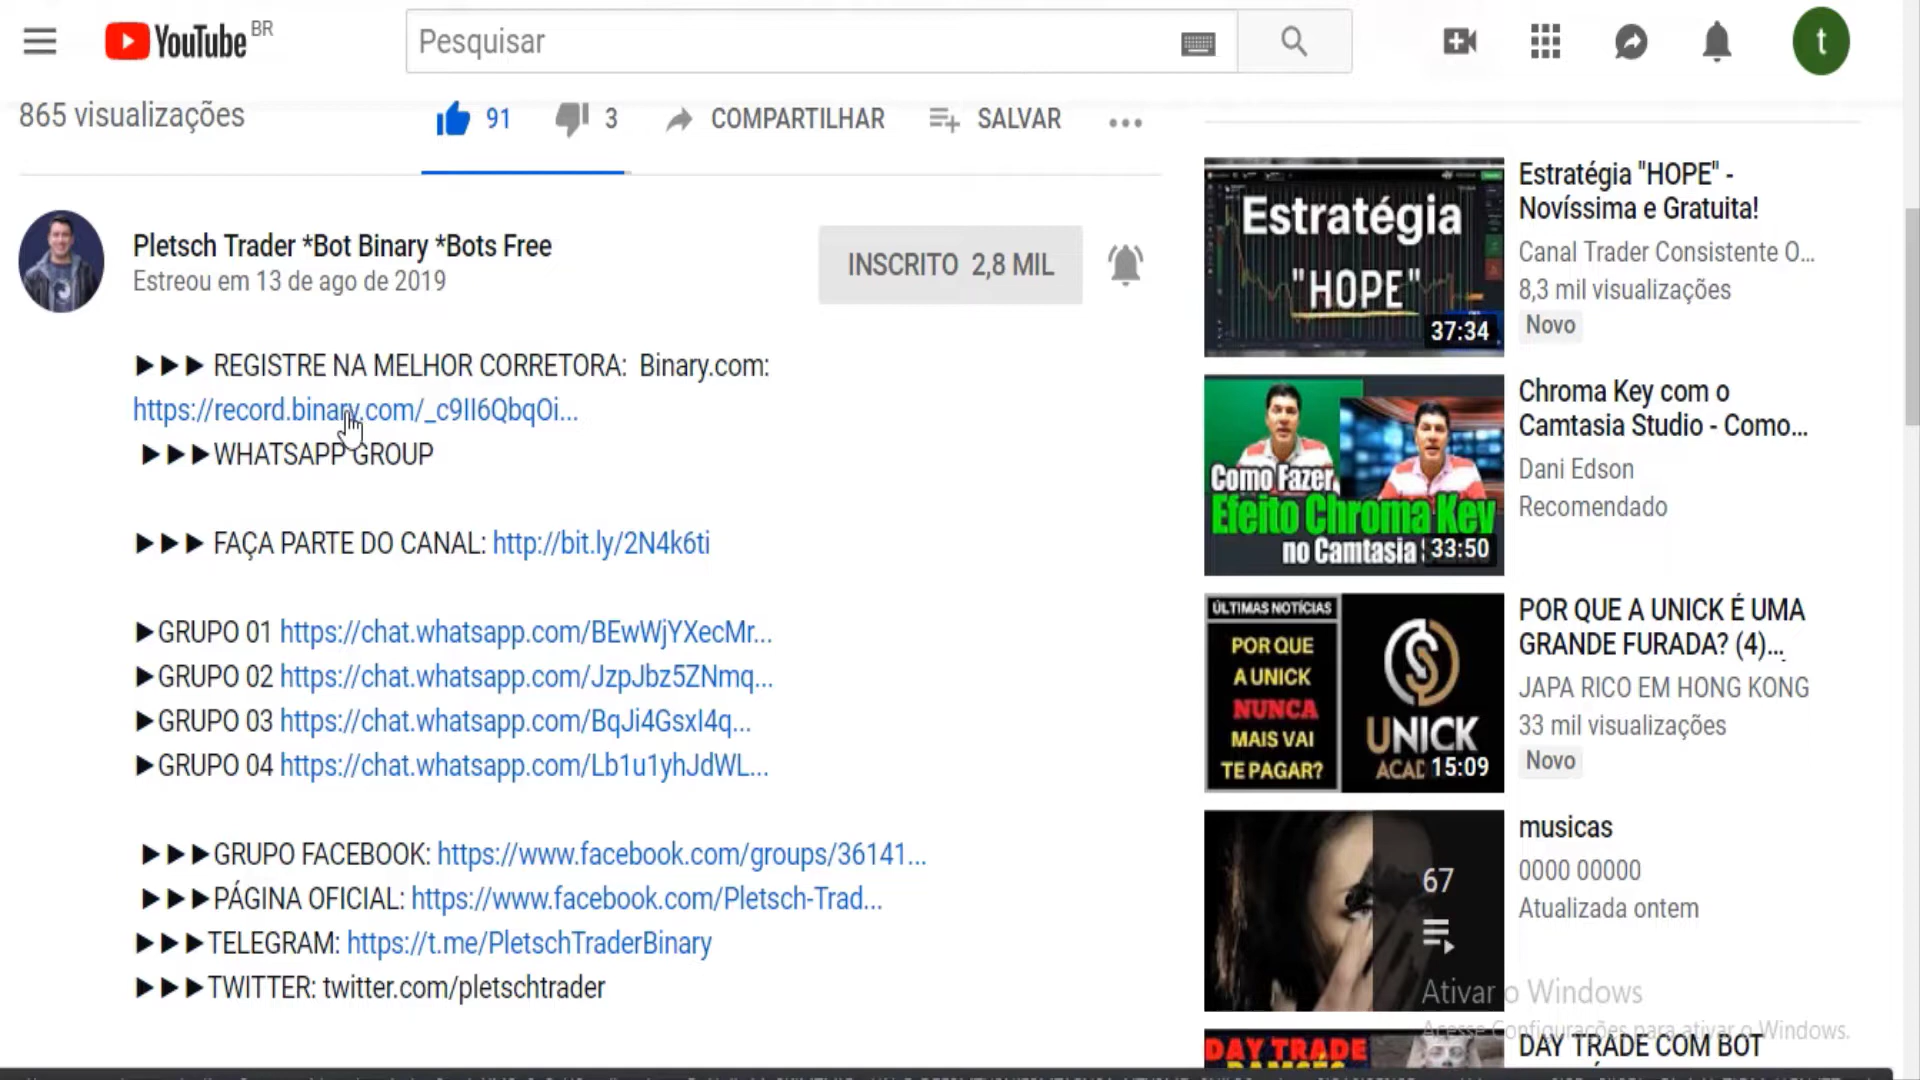 YouTube BR
Pesquisar
t
865 visualizações
91
3
COMPARTILHAR
SALVAR
Pletsch Trader *Bot Binary *Bots Free
Estreou em 13 de ago de 2019
INSCRITO 2,8 MIL
▶▶▶ REGISTRE NA MELHOR CORRETORA: Binary.com:
https://record.binary.com/_c9II6QbqOi...
▶▶▶WHATSAPP GROUP
▶▶▶ FAÇA PARTE DO CANAL: http://bit.ly/2N4k6ti
▶GRUPO 01 https://chat.whatsapp.com/BEwWjYXecMr...
▶GRUPO 02 https://chat.whatsapp.com/JzpJbz5ZNmq...
▶GRUPO 03 https://chat.whatsapp.com/BqJi4GsxI4q...
▶GRUPO 04 https://chat.whatsapp.com/Lb1u1yhJdWL...
▶▶▶GRUPO FACEBOOK: https://www.facebook.com/groups/36141...
▶▶▶PÁGINA OFICIAL: https://www.facebook.com/Pletsch-Trad...
▶▶▶TELEGRAM: https://t.me/PletschTraderBinary
▶▶▶TWITTER: twitter.com/pletschtrader
Estratégia
"HOPE"
37:34
Estratégia "HOPE" -
Novíssima e Gratuita!
Canal Trader Consistente O...
8,3 mil visualizações
Novo
Como Fazer
Efeito Chroma Key
no Camtasia
33:50
Chroma Key com o
Camtasia Studio - Como...
Dani Edson
Recomendado
ÚLTIMAS NOTÍCIAS
POR QUE
A UNICK
NUNCA
MAIS VAI
TE PAGAR?
UNICK
ACAD
15:09
POR QUE A UNICK É UMA
GRANDE FURADA? (4)...
JAPA RICO EM HONG KONG
33 mil visualizações
Novo
67
musicas
0000 00000
Atualizada ontem
Ativar o Windows
Acesse Configurações para ativar o Windows.
DAY TRADE
DAY TRADE COM BOT